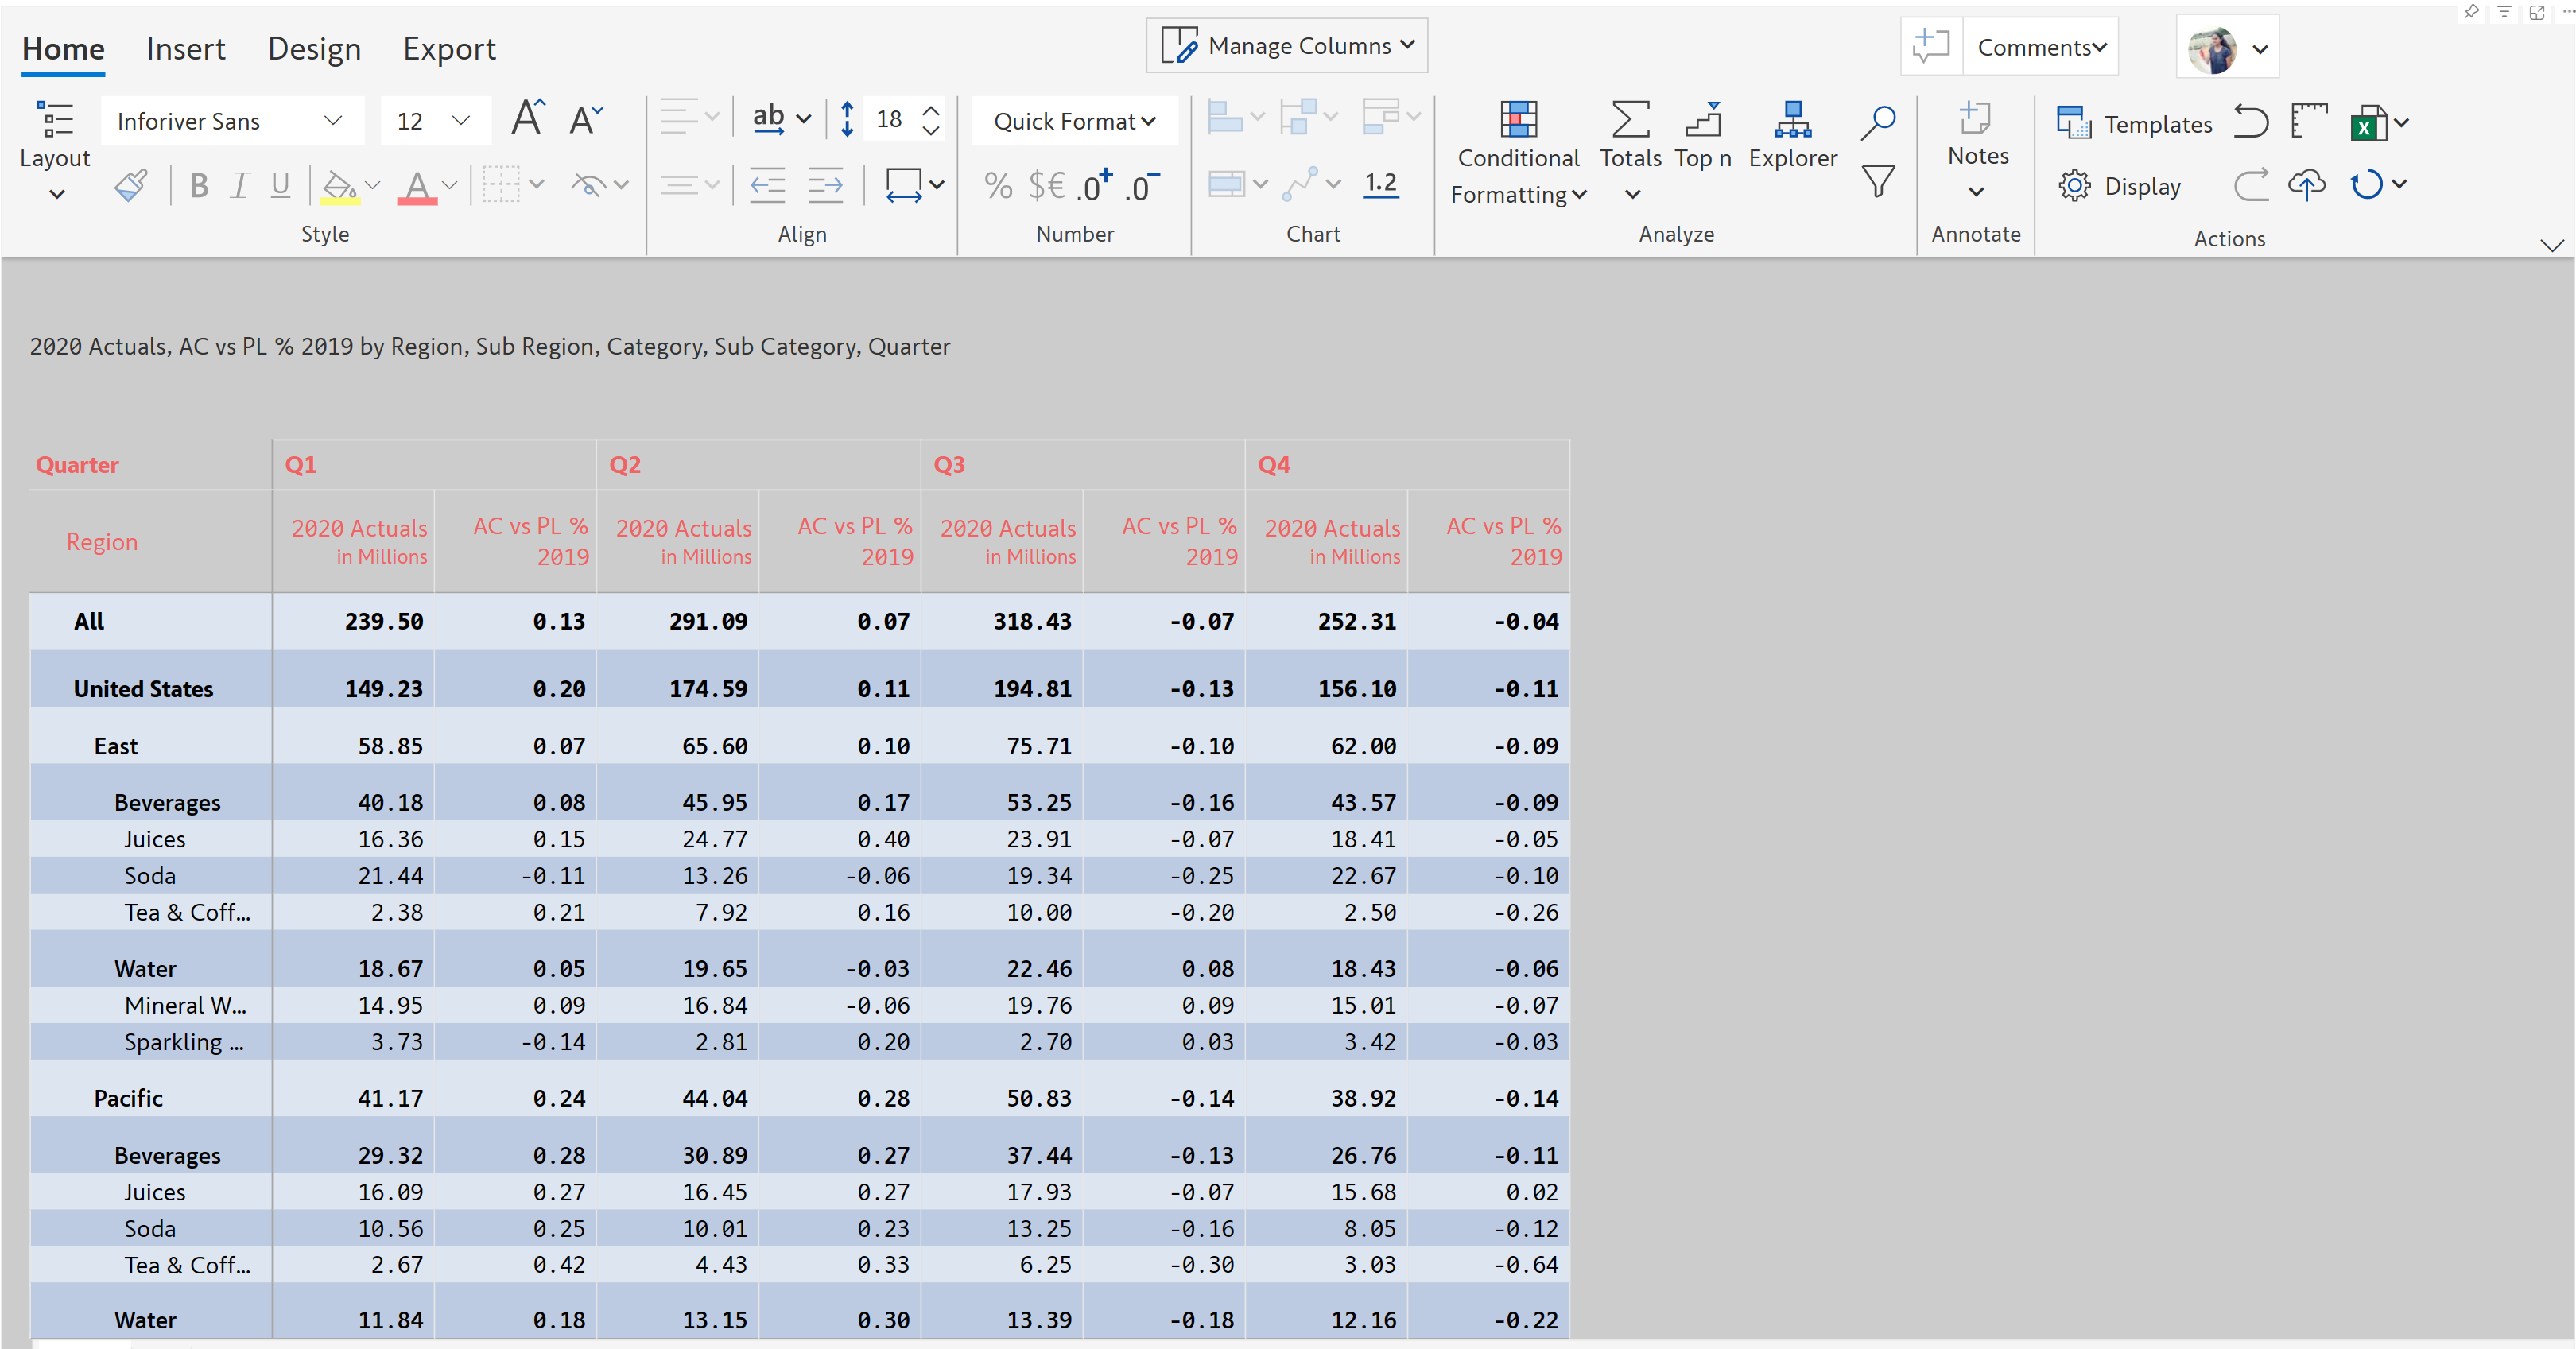 Home Insert Design Export Manage Columns Comments
Layout Inforiver Sans 12 A A ab 18 Quick Format Conditional Formatting Totals Top n Explorer Notes Templates
B I U A % $€ .0+ .0- 1.2 Display
Style Align Number Chart Analyze Annotate Actions
2020 Actuals, AC vs PL % 2019 by Region, Sub Region, Category, Sub Category, Quarter
Quarter Q1 Q2 Q3 Q4
Region 2020 Actuals in Millions AC vs PL % 2019 2020 Actuals in Millions AC vs PL % 2019 2020 Actuals in Millions AC vs PL % 2019 2020 Actuals in Millions AC vs PL % 2019
All 239.50 0.13 291.09 0.07 318.43 -0.07 252.31 -0.04
United States 149.23 0.20 174.59 0.11 194.81 -0.13 156.10 -0.11
East 58.85 0.07 65.60 0.10 75.71 -0.10 62.00 -0.09
Beverages 40.18 0.08 45.95 0.17 53.25 -0.16 43.57 -0.09
Juices 16.36 0.15 24.77 0.40 23.91 -0.07 18.41 -0.05
Soda 21.44 -0.11 13.26 -0.06 19.34 -0.25 22.67 -0.10
Tea & Coff... 2.38 0.21 7.92 0.16 10.00 -0.20 2.50 -0.26
Water 18.67 0.05 19.65 -0.03 22.46 0.08 18.43 -0.06
Mineral W... 14.95 0.09 16.84 -0.06 19.76 0.09 15.01 -0.07
Sparkling ... 3.73 -0.14 2.81 0.20 2.70 0.03 3.42 -0.03
Pacific 41.17 0.24 44.04 0.28 50.83 -0.14 38.92 -0.14
Beverages 29.32 0.28 30.89 0.27 37.44 -0.13 26.76 -0.11
Juices 16.09 0.27 16.45 0.27 17.93 -0.07 15.68 0.02
Soda 10.56 0.25 10.01 0.23 13.25 -0.16 8.05 -0.12
Tea & Coff... 2.67 0.42 4.43 0.33 6.25 -0.30 3.03 -0.64
Water 11.84 0.18 13.15 0.30 13.39 -0.18 12.16 -0.22